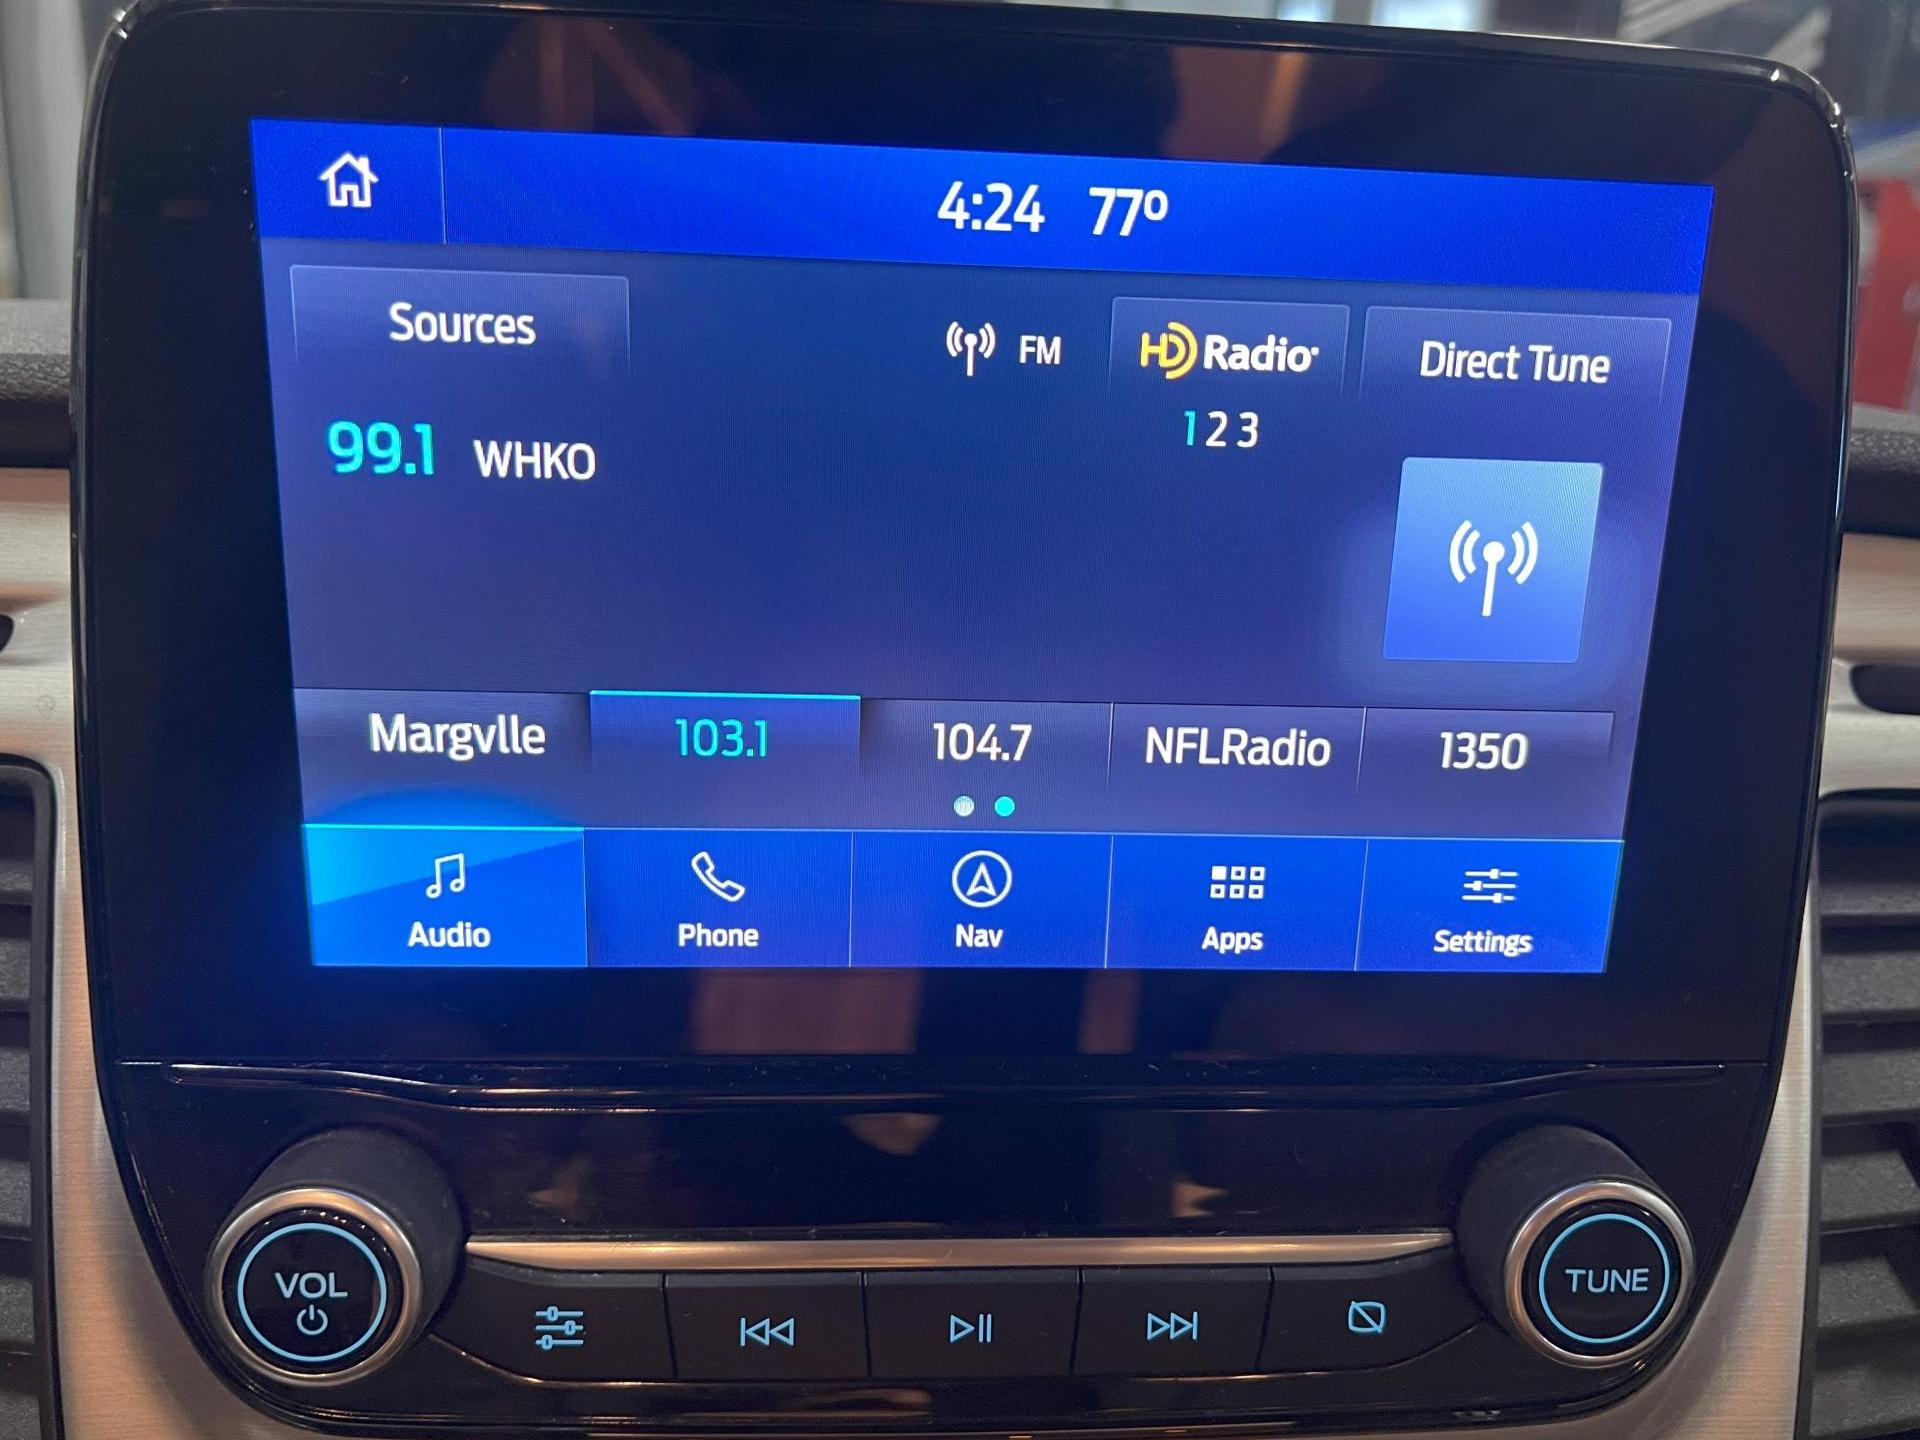 4:24 77°
Sources
FM
HD Radio
Direct Tune
1 2 3
99.1 WHKO
Margvlle
103.1
104.7
NFLRadio
1350
Audio
Phone
Nav
Apps
Settings
VOL
TUNE